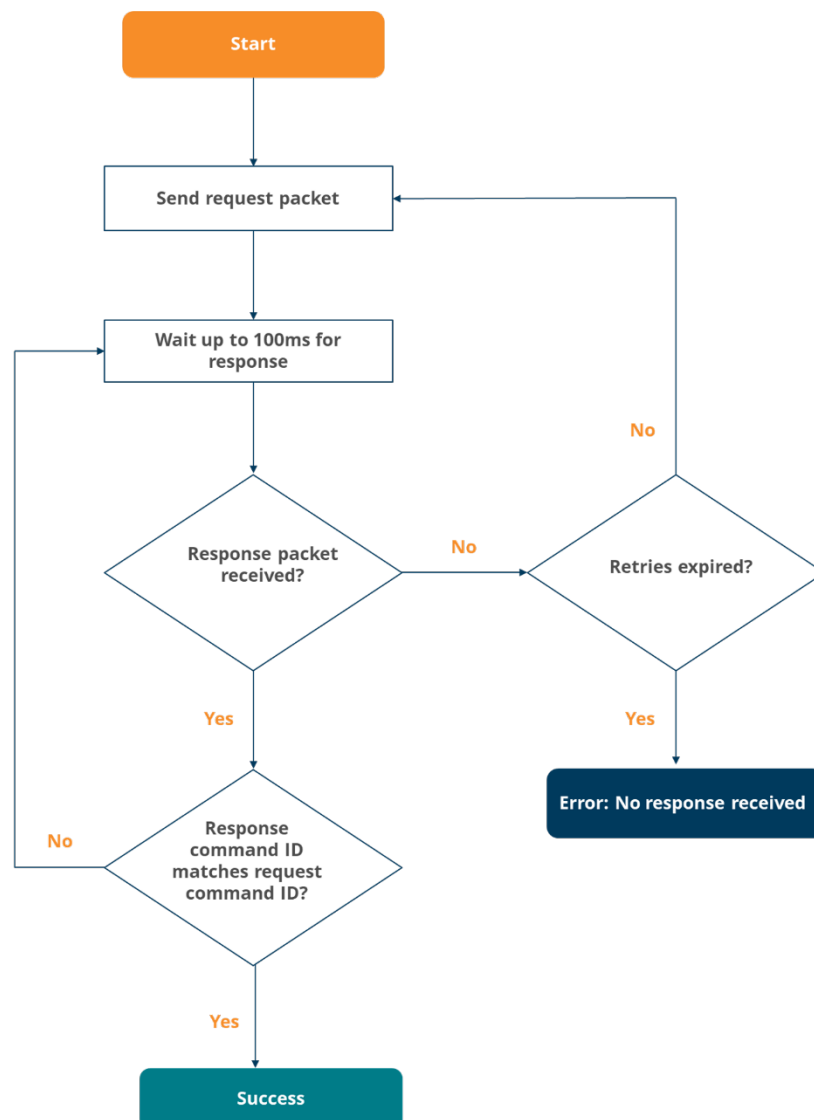 Start
Send request packet
Wait up to 100ms for
response
No
Response packet
received?
No
Retries expired?
Yes
Yes
Error: No response received
No
Response
command ID
matches request
command ID?
Yes
Success